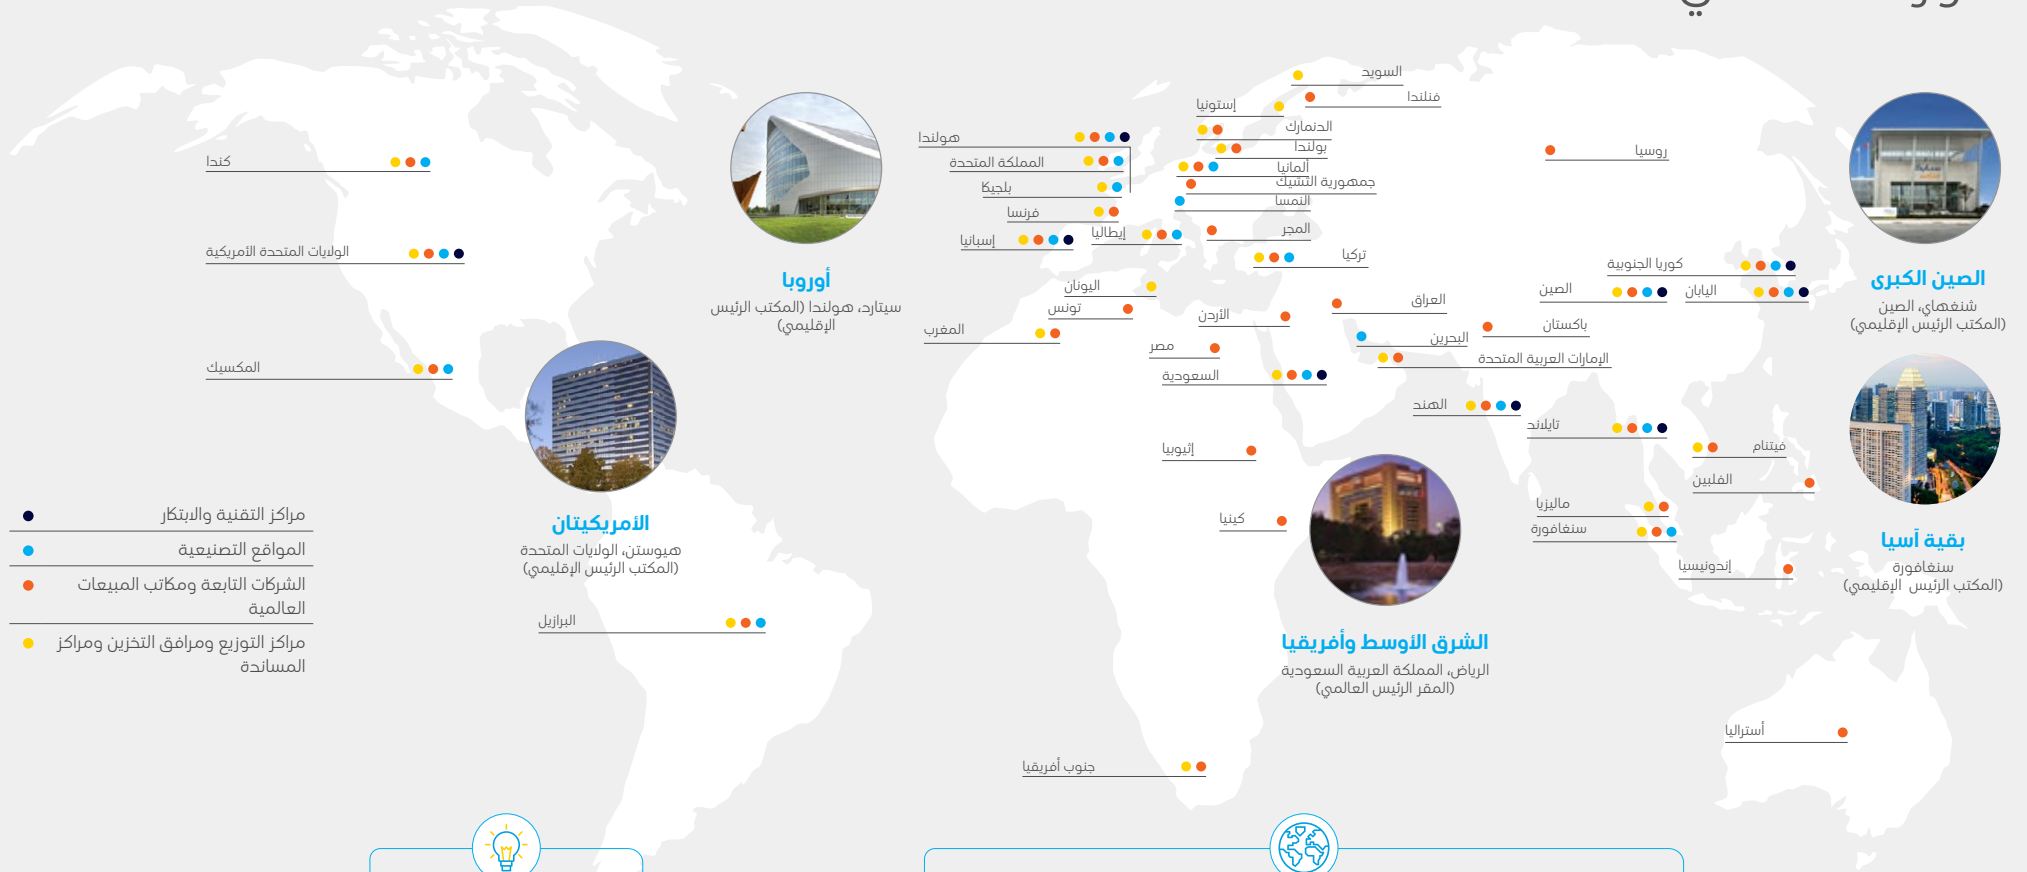 السويد
فنلندا
إستونيا
الدنمارك
بولندا
ألمانيا
جمهورية التشيك
النمسا
المجر
تركيا
روسيا
هولندا
المملكة المتحدة
بلجيكا
فرنسا
إسبانيا
إيطاليا
اليونان
تونس
المغرب
كندا
الولايات المتحدة الأمريكية
المكسيك
أوروبا
سيتارد، هولندا (المكتب الرئيس
الإقليمي)
كوريا الجنوبية
الصين
اليابان
الصين الكبرى
شنغهاي، الصين
(المكتب الرئيس الإقليمي)
العراق
الأردن
باكستان
البحرين
مصر
الإمارات العربية المتحدة
السعودية
الهند
تايلاند
فيتنام
الفلبين
إثيوبيا
ماليزيا
سنغافورة
كينيا
إندونيسيا
بقية آسيا
سنغافورة
(المكتب الرئيس الإقليمي)
الأمريكيتان
هيوستن، الولايات المتحدة
(المكتب الرئيس الإقليمي)
البرازيل
مراكز التقنية والابتكار
المواقع التصنيعية
الشركات التابعة ومكاتب المبيعات
العالمية
مراكز التوزيع ومرافق التخزين ومراكز
المساندة
الشرق الأوسط وأفريقيا
الرياض، المملكة العربية السعودية
(المقر الرئيس العالمي)
أستراليا
جنوب أفريقيا